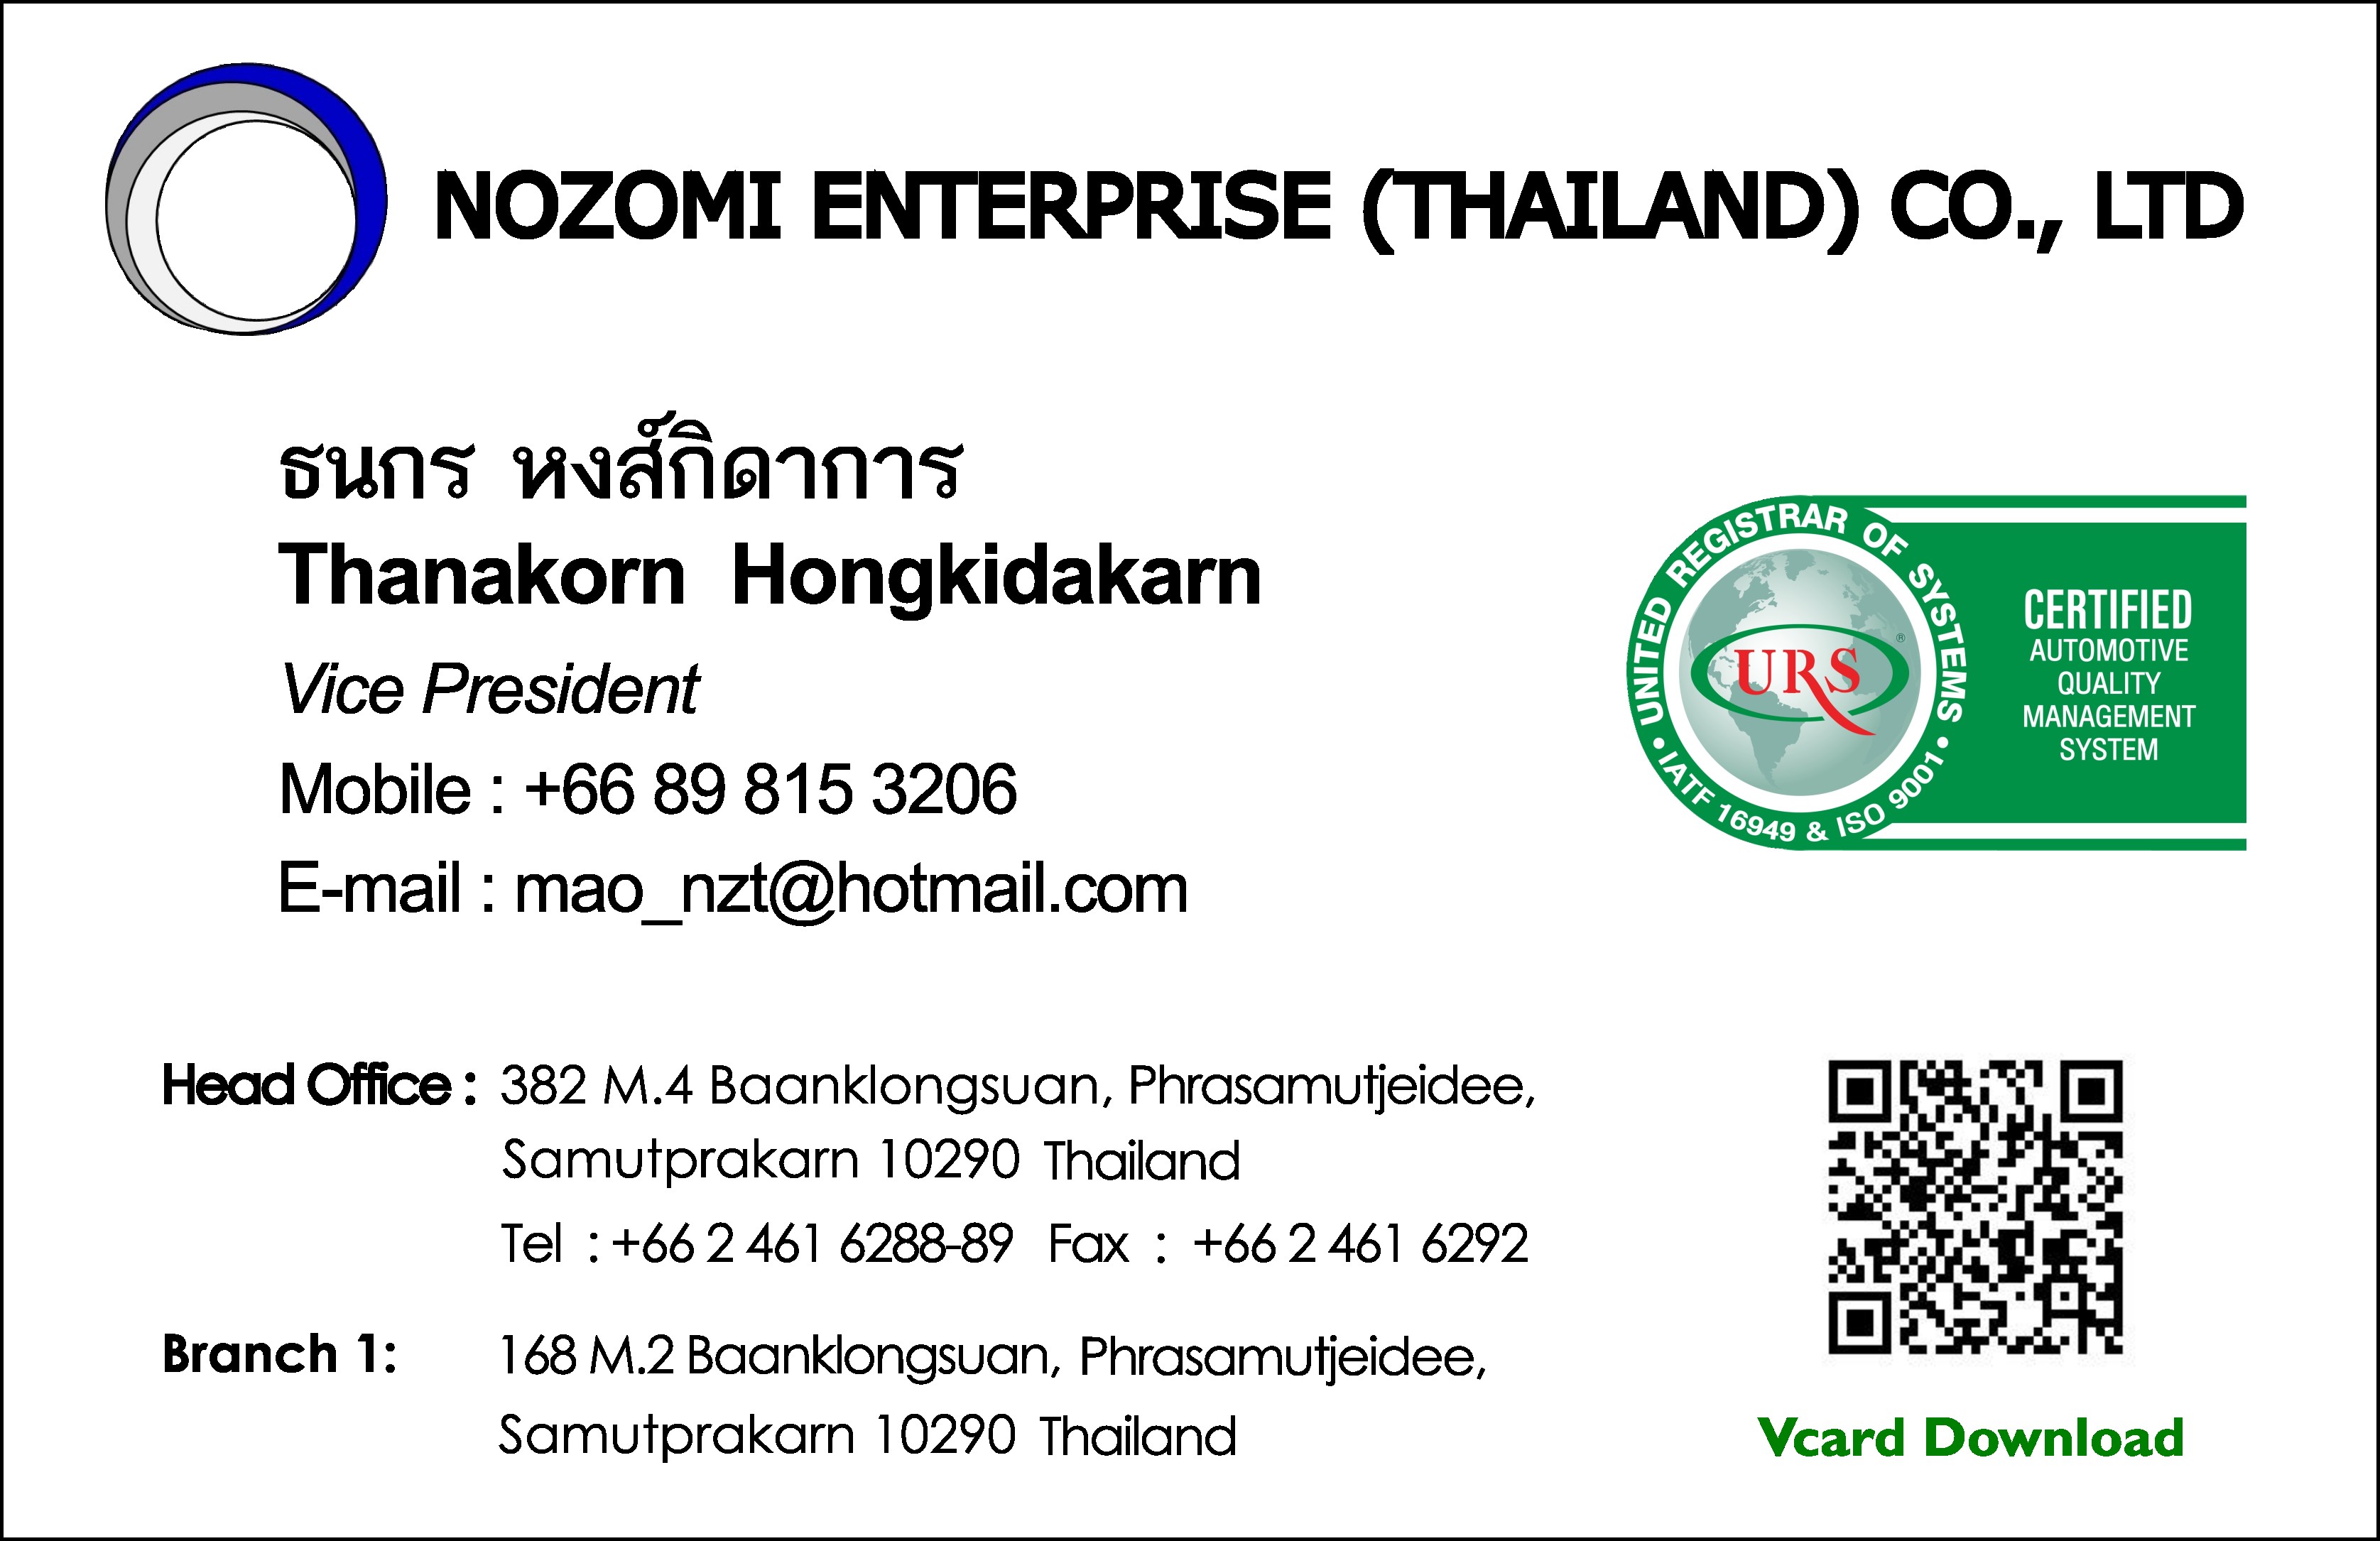 NOZOMI ENTERPRISE (THAILAND) CO., LTD
ธนกร หงส์กิดาการ
Thanakorn Hongkidakarn
Vice President
Mobile : +66 89 815 3206
E-mail : mao_nzt@hotmail.com
UNITED REGISTRAR OF SYSTEMS
• IATF 16949 & ISO 9001 •
URS ®
CERTIFIED
AUTOMOTIVE
QUALITY
MANAGEMENT
SYSTEM
Head Office : 382 M.4 Baanklongsuan, Phrasamutjeidee,
Samutprakarn 10290 Thailand
Tel : +66 2 461 6288-89 Fax : +66 2 461 6292
Branch 1: 168 M.2 Baanklongsuan, Phrasamutjeidee,
Samutprakarn 10290 Thailand
Vcard Download